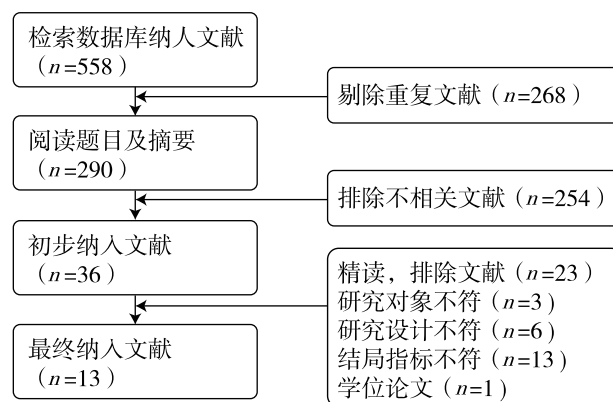 检索数据库纳人文献
（n=558）
剔除重复文献（n=268）
阅读题目及摘要
（n=290）
排除不相关文献（n=254）
初步纳入文献
（n=36）
精读，排除文献（n=23）
研究对象不符（n=3）
研究设计不符（n=6）
结局指标不符（n=13）
学位论文（n=1）
最终纳入文献
（n=13）